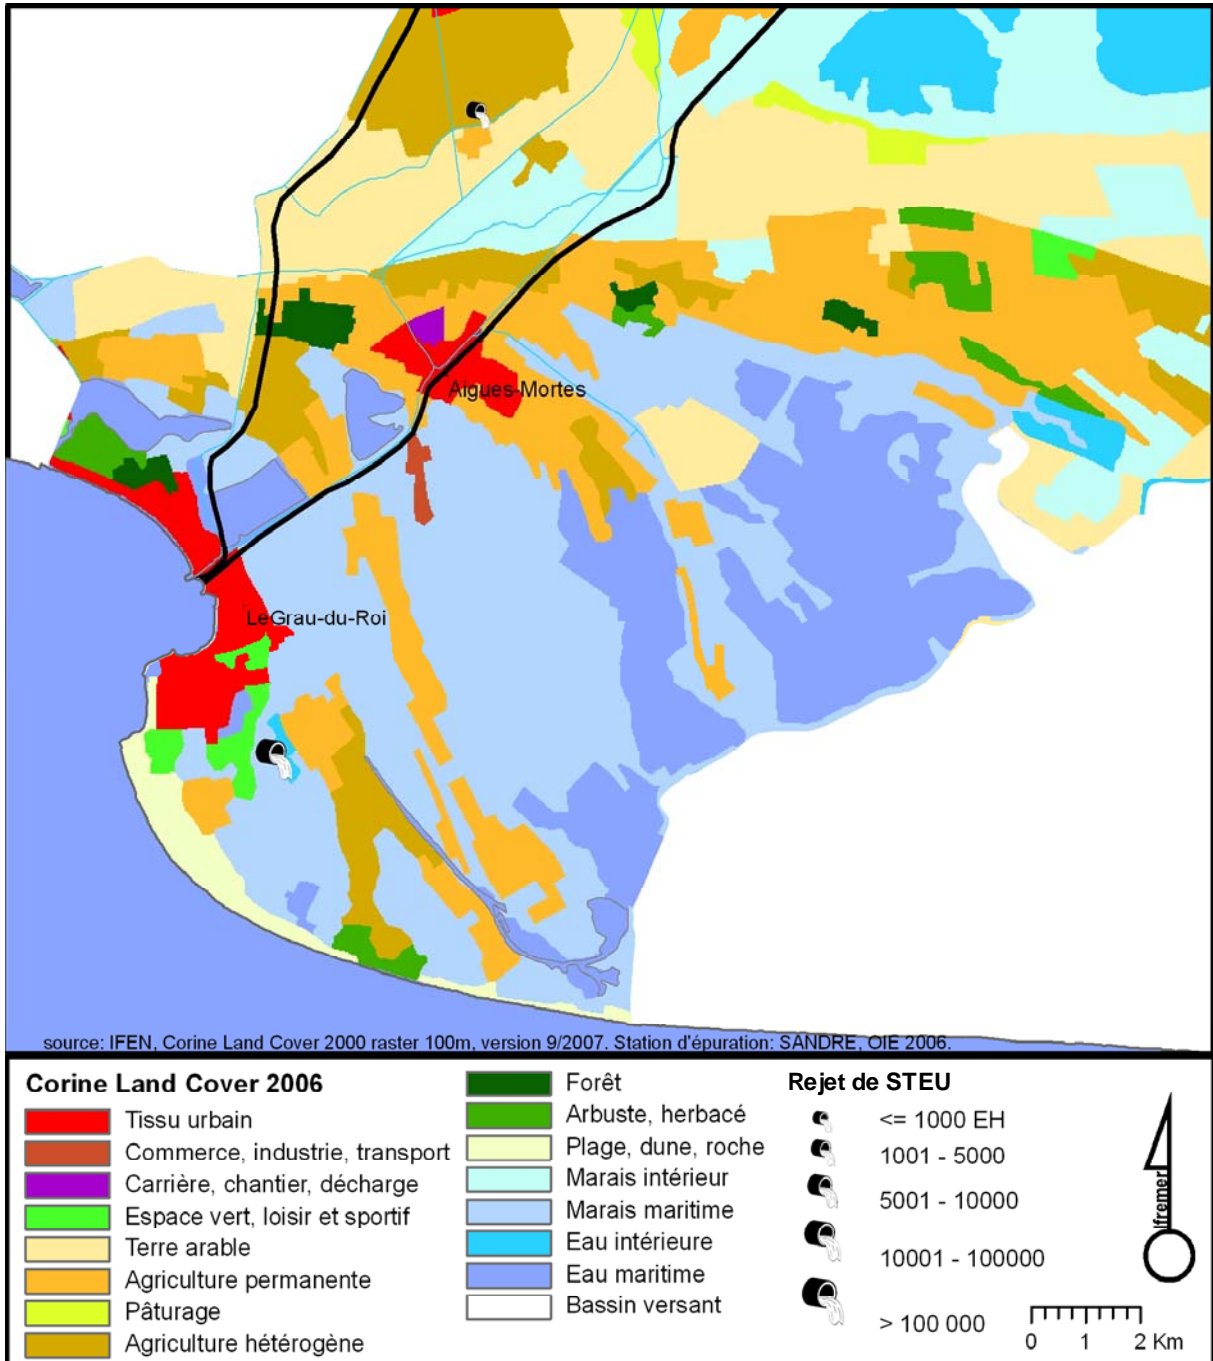 Aigues-Mortes
LeGrau-du-Roi
source: IFEN, Corine Land Cover 2000 raster 100m, version 9/2007. Station d'épuration: SANDRE, OIE 2006.
Corine Land Cover 2006
Tissu urbain
Commerce, industrie, transport
Carrière, chantier, décharge
Espace vert, loisir et sportif
Terre arable
Agriculture permanente
Pâturage
Agriculture hétérogène
Forêt
Arbuste, herbacé
Plage, dune, roche
Marais intérieur
Marais maritime
Eau intérieure
Eau maritime
Bassin versant
Rejet de STEU
<= 1000 EH
1001 - 5000
5001 - 10000
10001 - 100000
> 100 000
Ifremer
0 1 2 Km